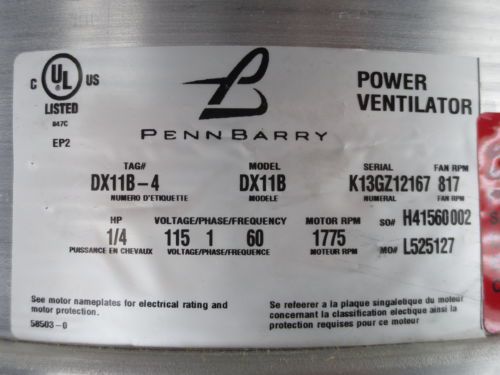 C UL US
LISTED
847C
EP2
PENNBARRY
POWER
VENTILATOR
TAG# MODEL SERIAL FAN RPM
DX11B-4 DX11B K13GZ12167 817
NUMERO D'ETIQUETTE MODELE NUMERAL FAN RPM
HP VOLTAGE/PHASE/FREQUENCY MOTOR RPM SO# H41560002
1/4 115 1 60 1775
PUISSANCE EN CHEVAUX VOLTAGE/PHASE/FREQUENCY MOTEUR RPM MO# L525127
See motor nameplates for electrical rating and
motor protection.
58503-0
Se refeerer a la plaque singaletique du moteur
concernant la classification electique ainsi la
protection requises pour ce moteur